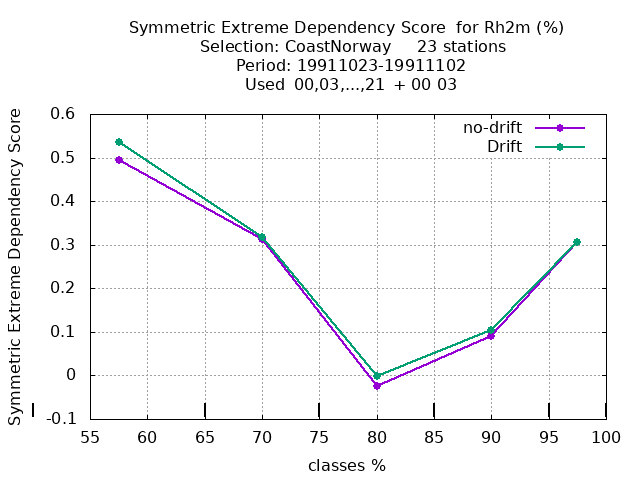 Symmetric Extreme Dependency Score  for Rh2m (%)
Selection: CoastNorway     23 stations
Period: 19911023-19911102
Used  00,03,...,21  + 00 03
no-drift
Drift
Symmetric Extreme Dependency Score
0.6
0.5
0.4
0.3
0.2
0.1
0
-0.1
55 60 65 70 75 80 85 90 95 100
classes %